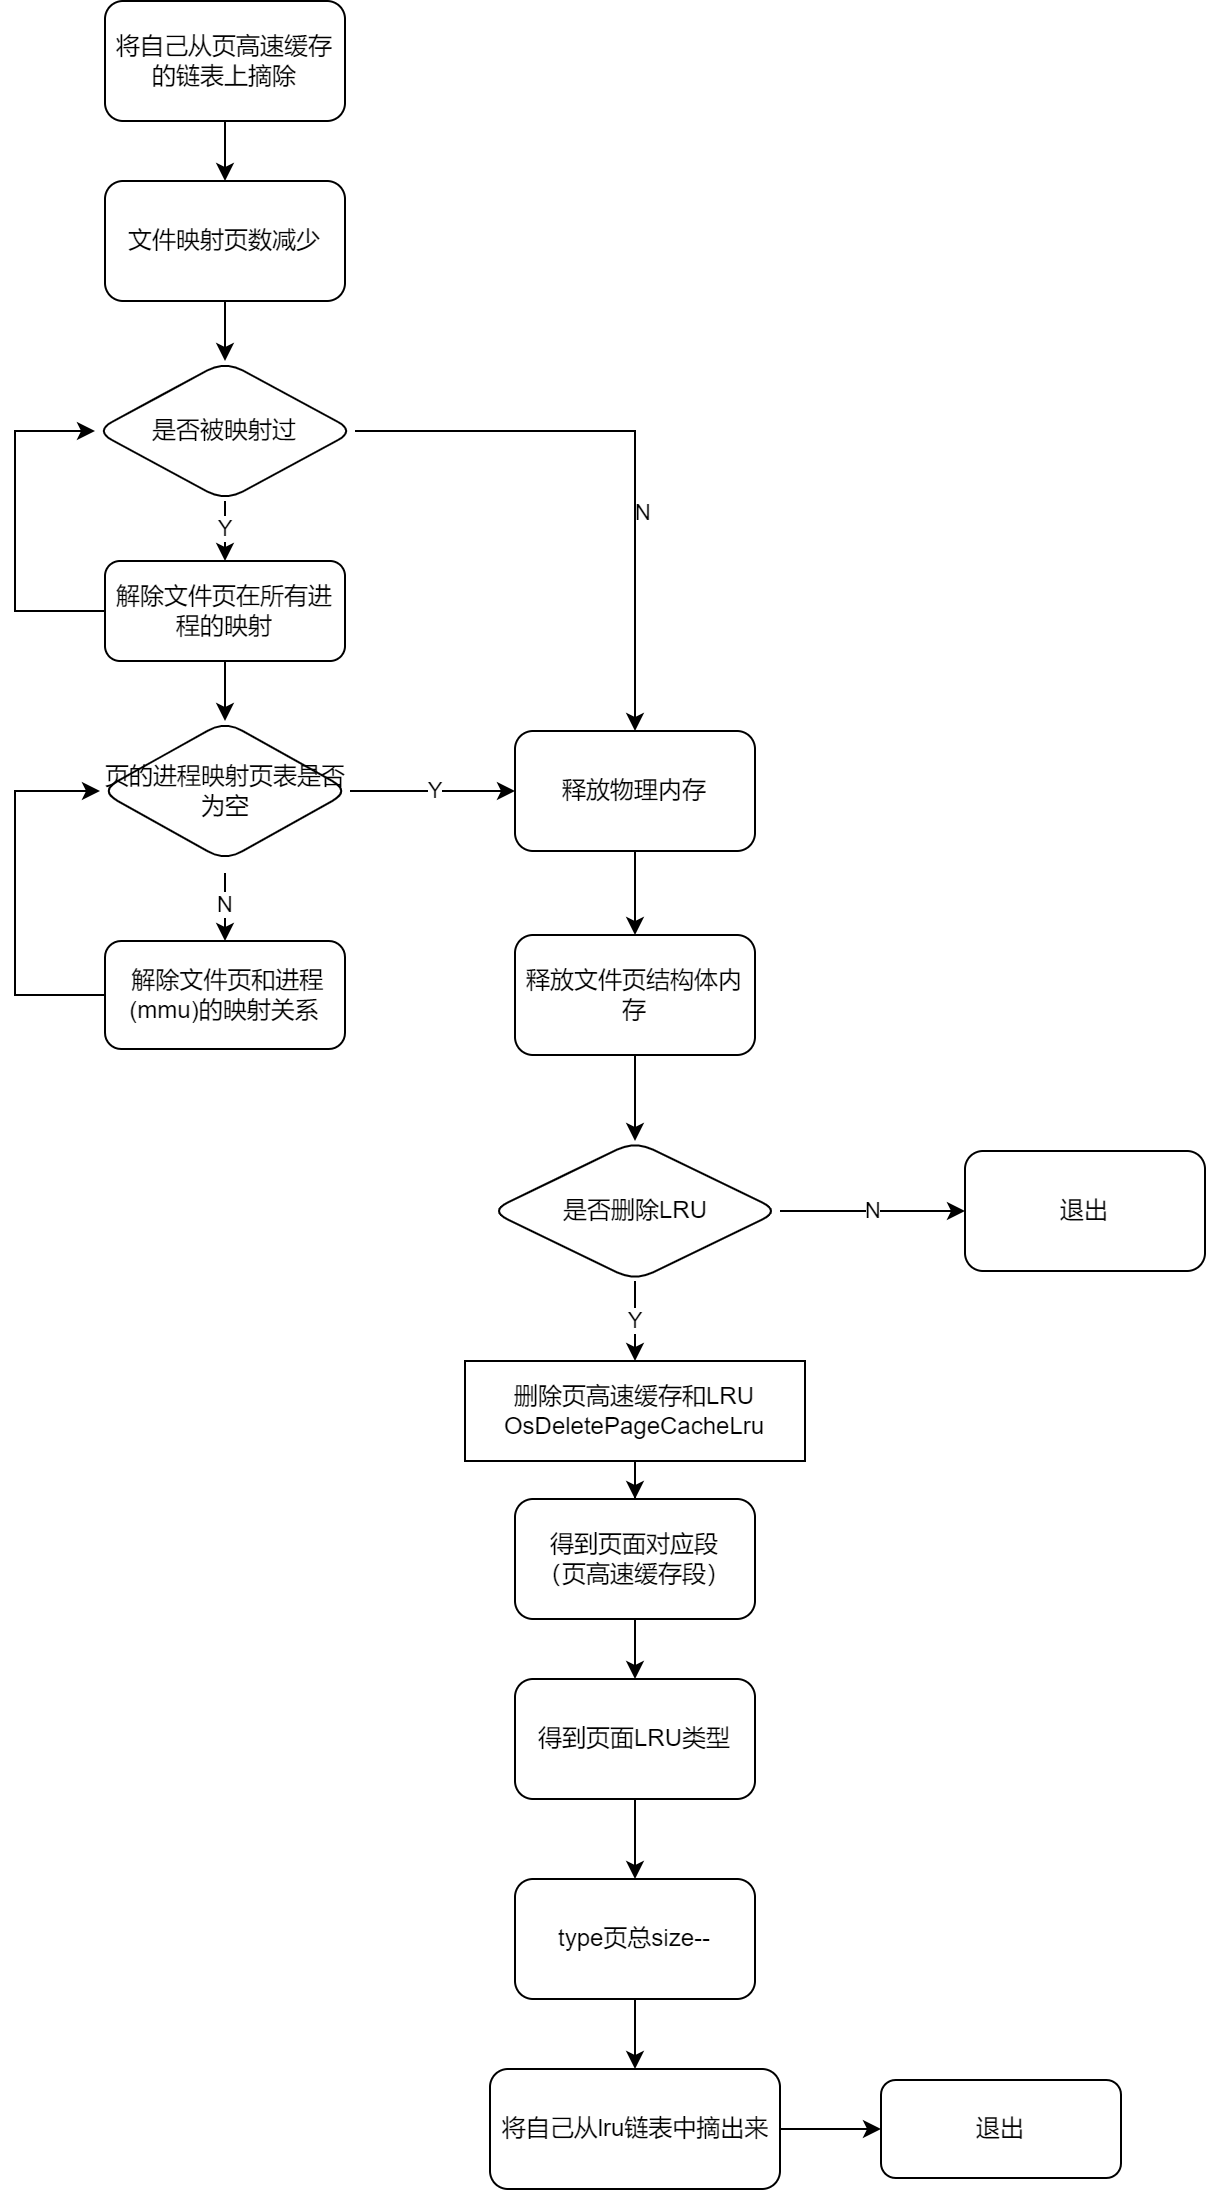 将自己从页高速缓存
的链表上摘除
文件映射页数减少
是否被映射过
N
Y
解除文件页在所有进
程的映射
页的进程映射页表是否
为空
Y
释放物理内存
N
解除文件页和进程
(mmu)的映射关系
释放文件页结构体内
存
是否删除LRU
N
退出
Y
删除页高速缓存和LRU
OsDeletePageCacheLru
得到页面对应段
（页高速缓存段）
得到页面LRU类型
type页总size--
将自己从lru链表中摘出来
退出